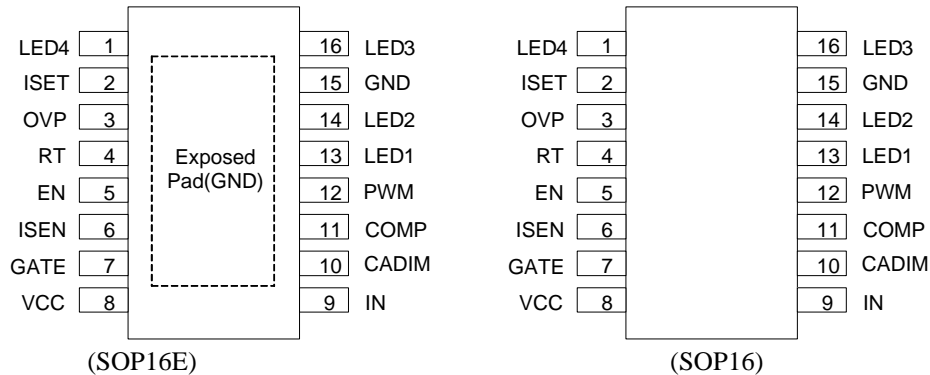 LED4 1 16 LED3
ISET 2 15 GND
OVP 3 14 LED2
RT 4 13 LED1
EN 5 12 PWM
ISEN 6 11 COMP
GATE 7 10 CADIM
VCC 8 9 IN
Exposed
Pad(GND)
(SOP16E)
LED4 1 16 LED3
ISET 2 15 GND
OVP 3 14 LED2
RT 4 13 LED1
EN 5 12 PWM
ISEN 6 11 COMP
GATE 7 10 CADIM
VCC 8 9 IN
(SOP16)